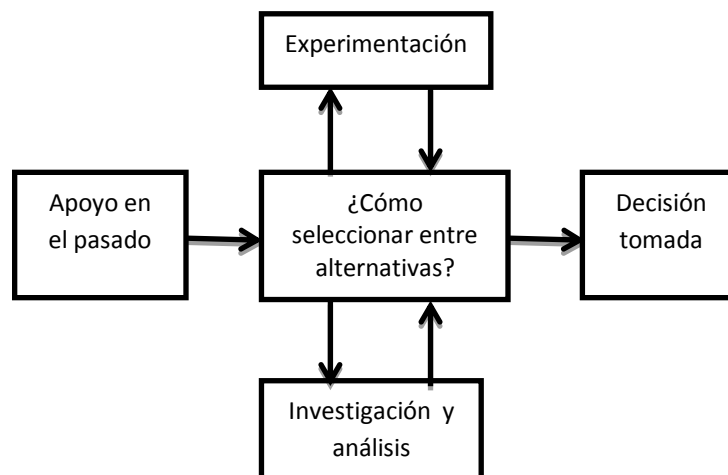 Experimentación
Apoyo en
el pasado
¿Cómo
seleccionar entre
alternativas?
Decisión
tomada
Investigación y
análisis